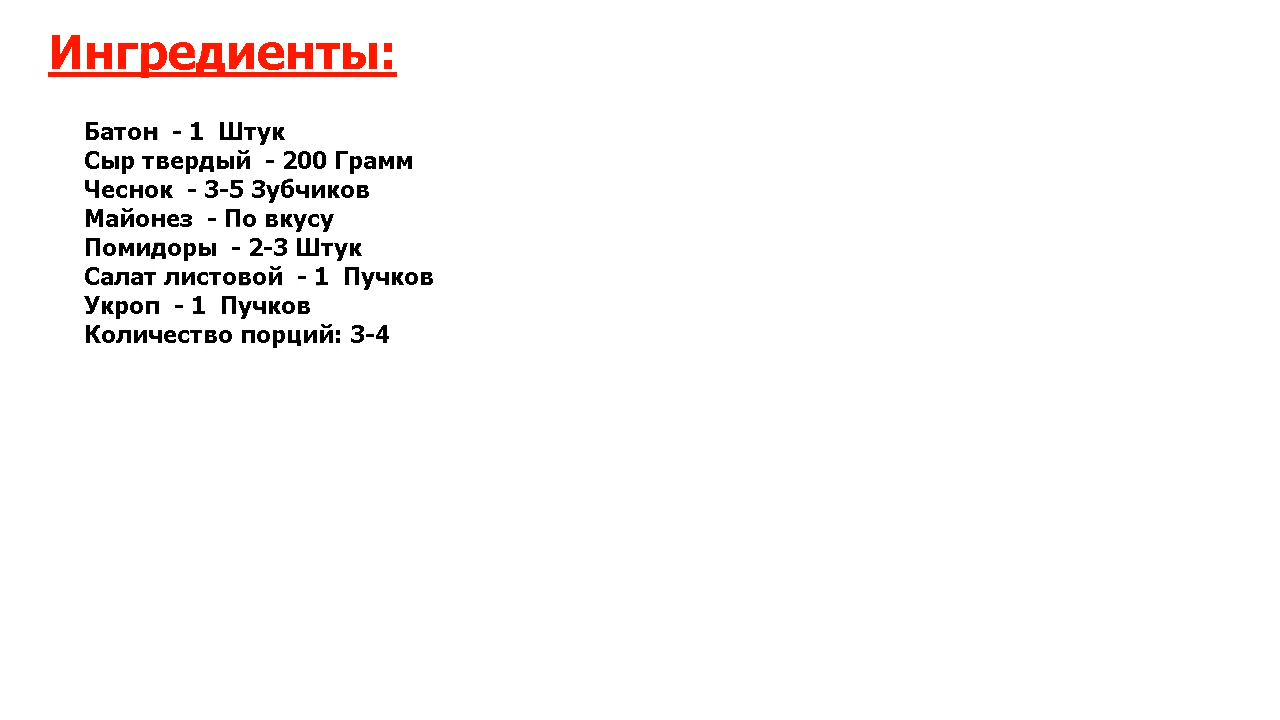 Ингредиенты:
Батон  - 1  Штук
Сыр твердый  - 200 Грамм
Чеснок  - 3-5 Зубчиков
Майонез  - По вкусу
Помидоры  - 2-3 Штук
Салат листовой  - 1  Пучков
Укроп  - 1  Пучков
Количество порций: 3-4